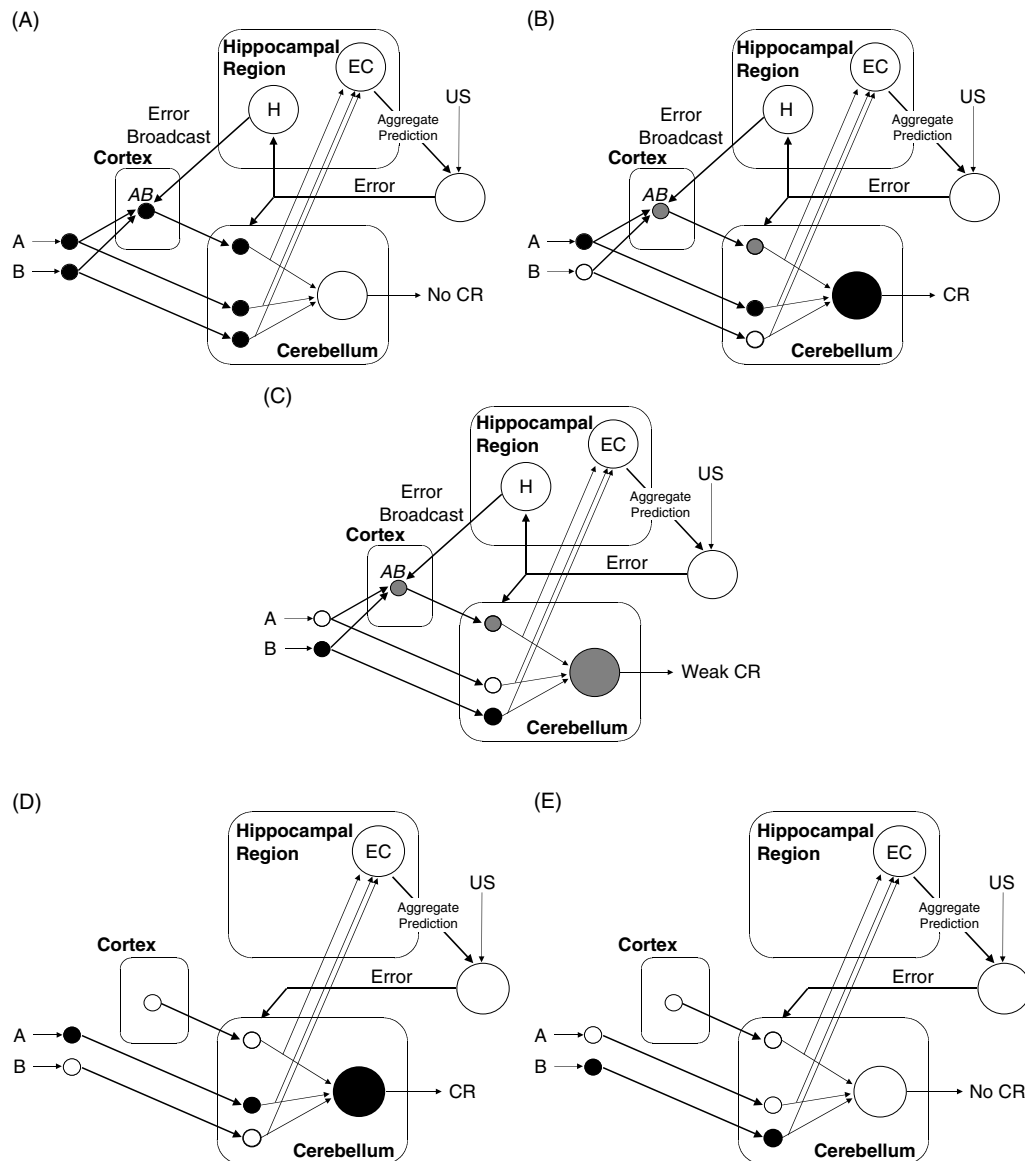 (A)
Hippocampal
Region
EC
H
US
Error
Broadcast
Aggregate
Prediction
Cortex
AB
Error
A
B
No CR
Cerebellum
(B)
Hippocampal
Region
EC
H
US
Error
Broadcast
Aggregate
Prediction
Cortex
AB
Error
A
B
CR
Cerebellum
(C)
Hippocampal
Region
EC
H
US
Error
Broadcast
Aggregate
Prediction
Cortex
AB
Error
A
B
Weak CR
Cerebellum
(D)
Hippocampal
Region
EC
US
Aggregate
Prediction
Cortex
Error
A
B
CR
Cerebellum
(E)
Hippocampal
Region
EC
US
Aggregate
Prediction
Cortex
Error
A
B
No CR
Cerebellum